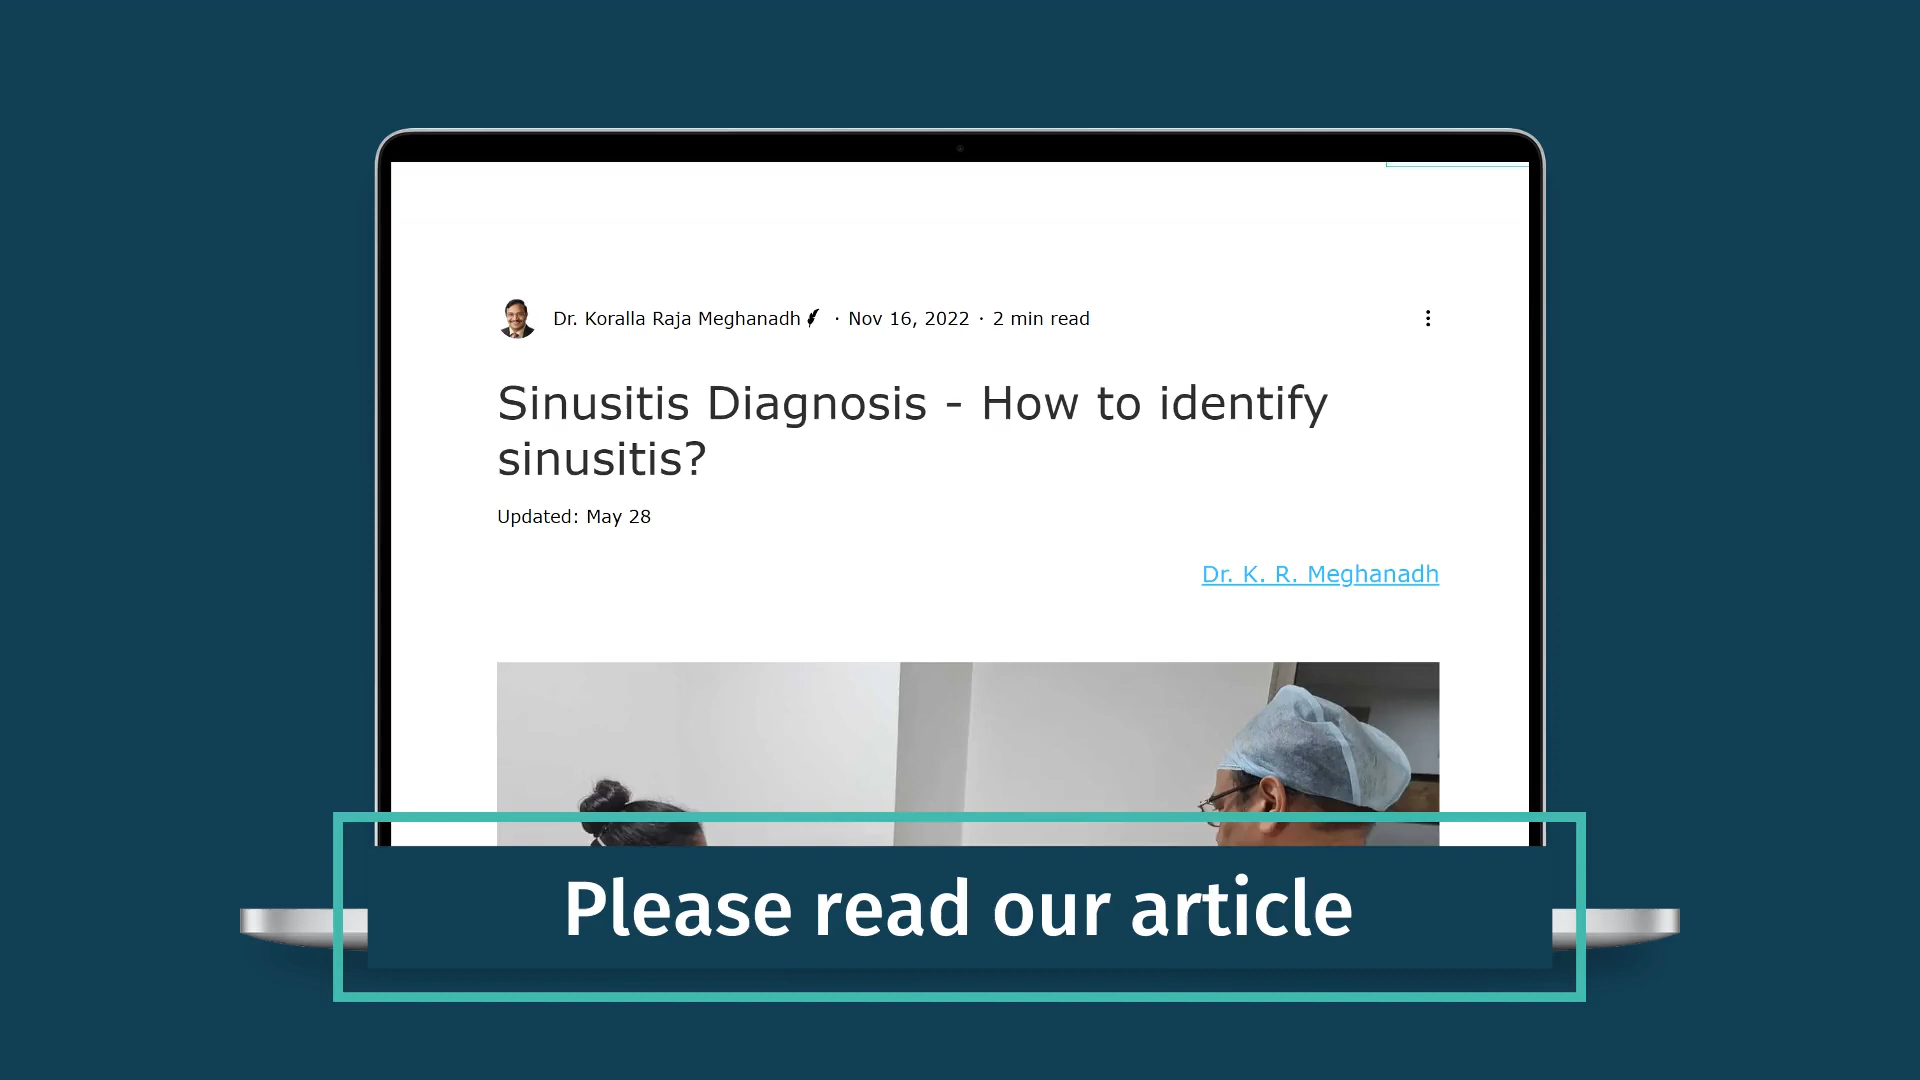 Dr. Koralla Raja Meghanadh · Nov 16, 2022 · 2 min read
Sinusitis Diagnosis - How to identify
sinusitis?
Updated: May 28
Dr. K. R. Meghanadh
Please read our article